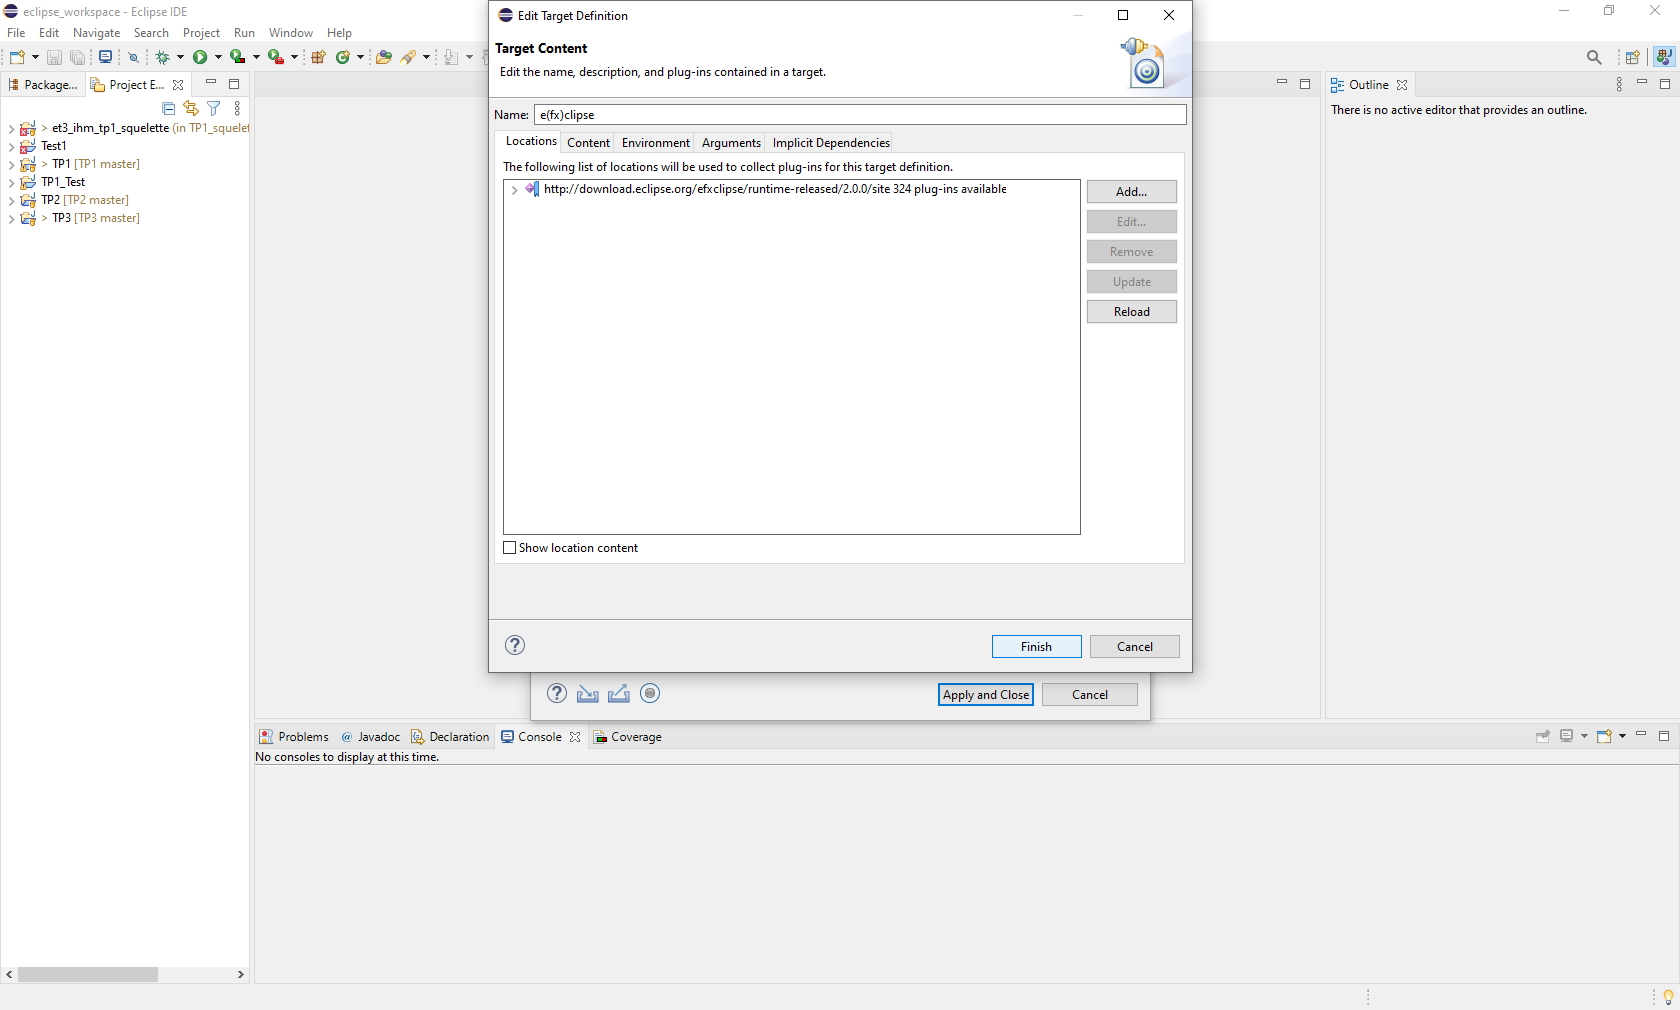 eclipse_workspace - Eclipse IDE
File Edit Navigate Search Project Run Window Help
Package...
Project E...
> et3_ihm_tp1_squelette (in TP1_squelet
Test1
> TP1 [TP1 master]
TP1_Test
TP2 [TP2 master]
> TP3 [TP3 master]
Edit Target Definition
Target Content
Edit the name, description, and plug-ins contained in a target.
Name: e(fx)clipse
Locations Content Environment Arguments Implicit Dependencies
The following list of locations will be used to collect plug-ins for this target definition.
http://download.eclipse.org/efxclipse/runtime-released/2.0.0/site 324 plug-ins available
Add...
Edit...
Remove
Update
Reload
Show location content
Finish Cancel
Apply and Close Cancel
Outline
There is no active editor that provides an outline.
Problems @ Javadoc Declaration Console Coverage
No consoles to display at this time.